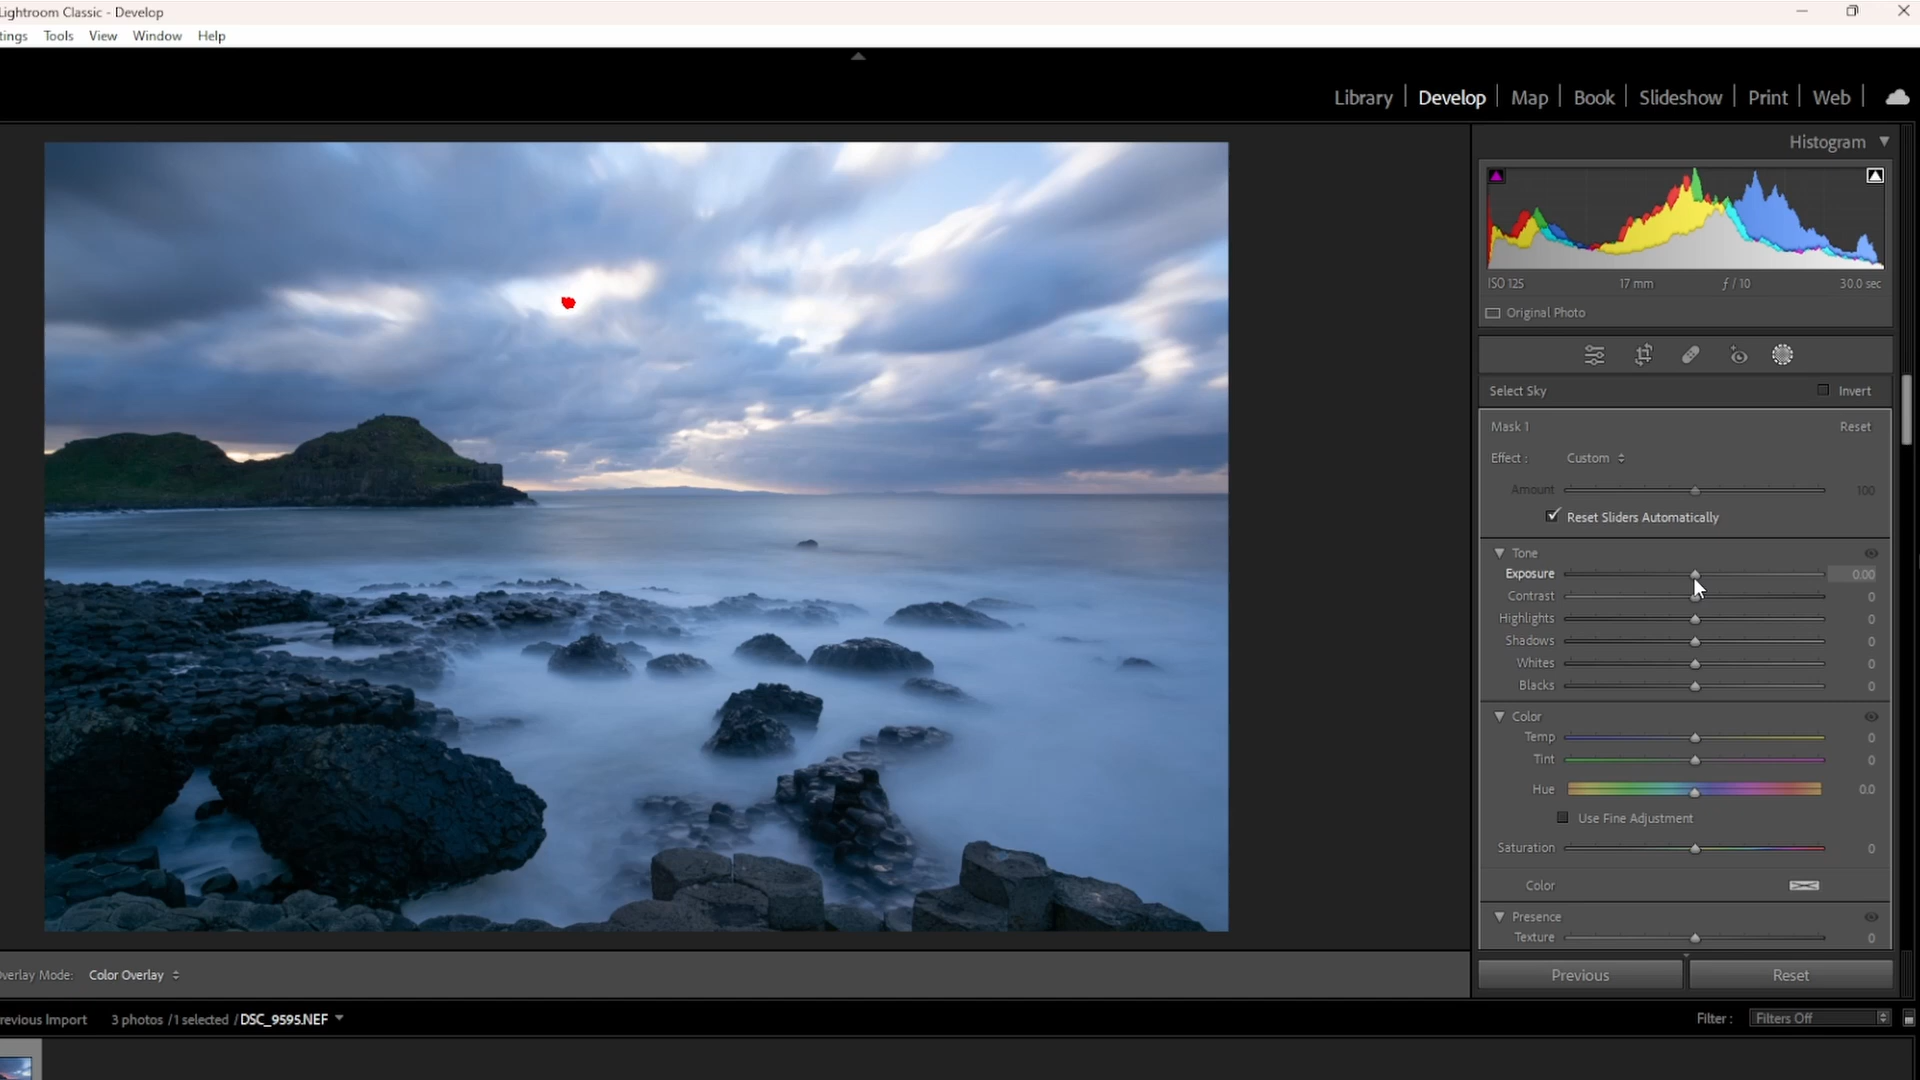 Lightroom Classic - Develop
tings Tools View Window Help
Library Develop Map Book Slideshow Print Web
Histogram
ISO 125 17 mm ƒ / 10 30.0 sec
Original Photo
Select Sky Invert
Mask 1 Reset
Effect : Custom
Amount 100
Reset Sliders Automatically
Tone
Exposure 0.00
Contrast 0
Highlights 0
Shadows 0
Whites 0
Blacks 0
Color
Temp 0
Tint 0
Hue 0.0
Use Fine Adjustment
Saturation 0
Color
Presence
Texture 0
Previous Reset
Overlay Mode: Color Overlay
revious Import 3 photos / 1 selected / DSC_9595.NEF
Filter : Filters Off